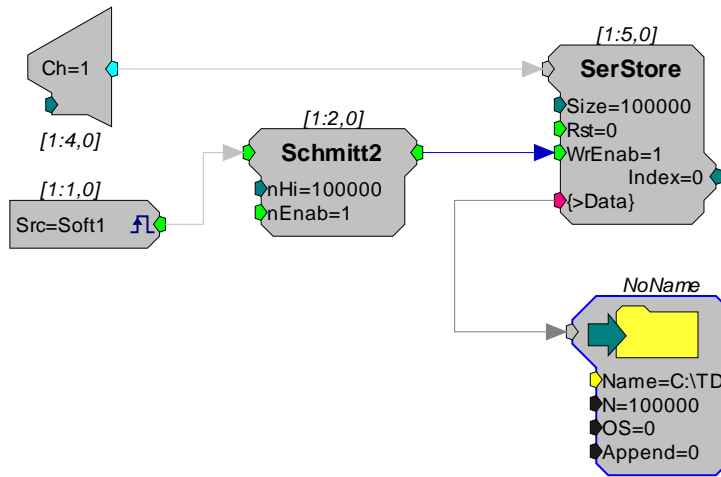 Ch=1
[1:4,0]
[1:1,0]
Src=Soft1
[1:2,0]
Schmitt2
nHi=100000
nEnab=1
[1:5,0]
SerStore
Size=100000
Rst=0
WrEnab=1
Index=0
{>Data}
NoName
Name=C:\TD
N=100000
OS=0
Append=0